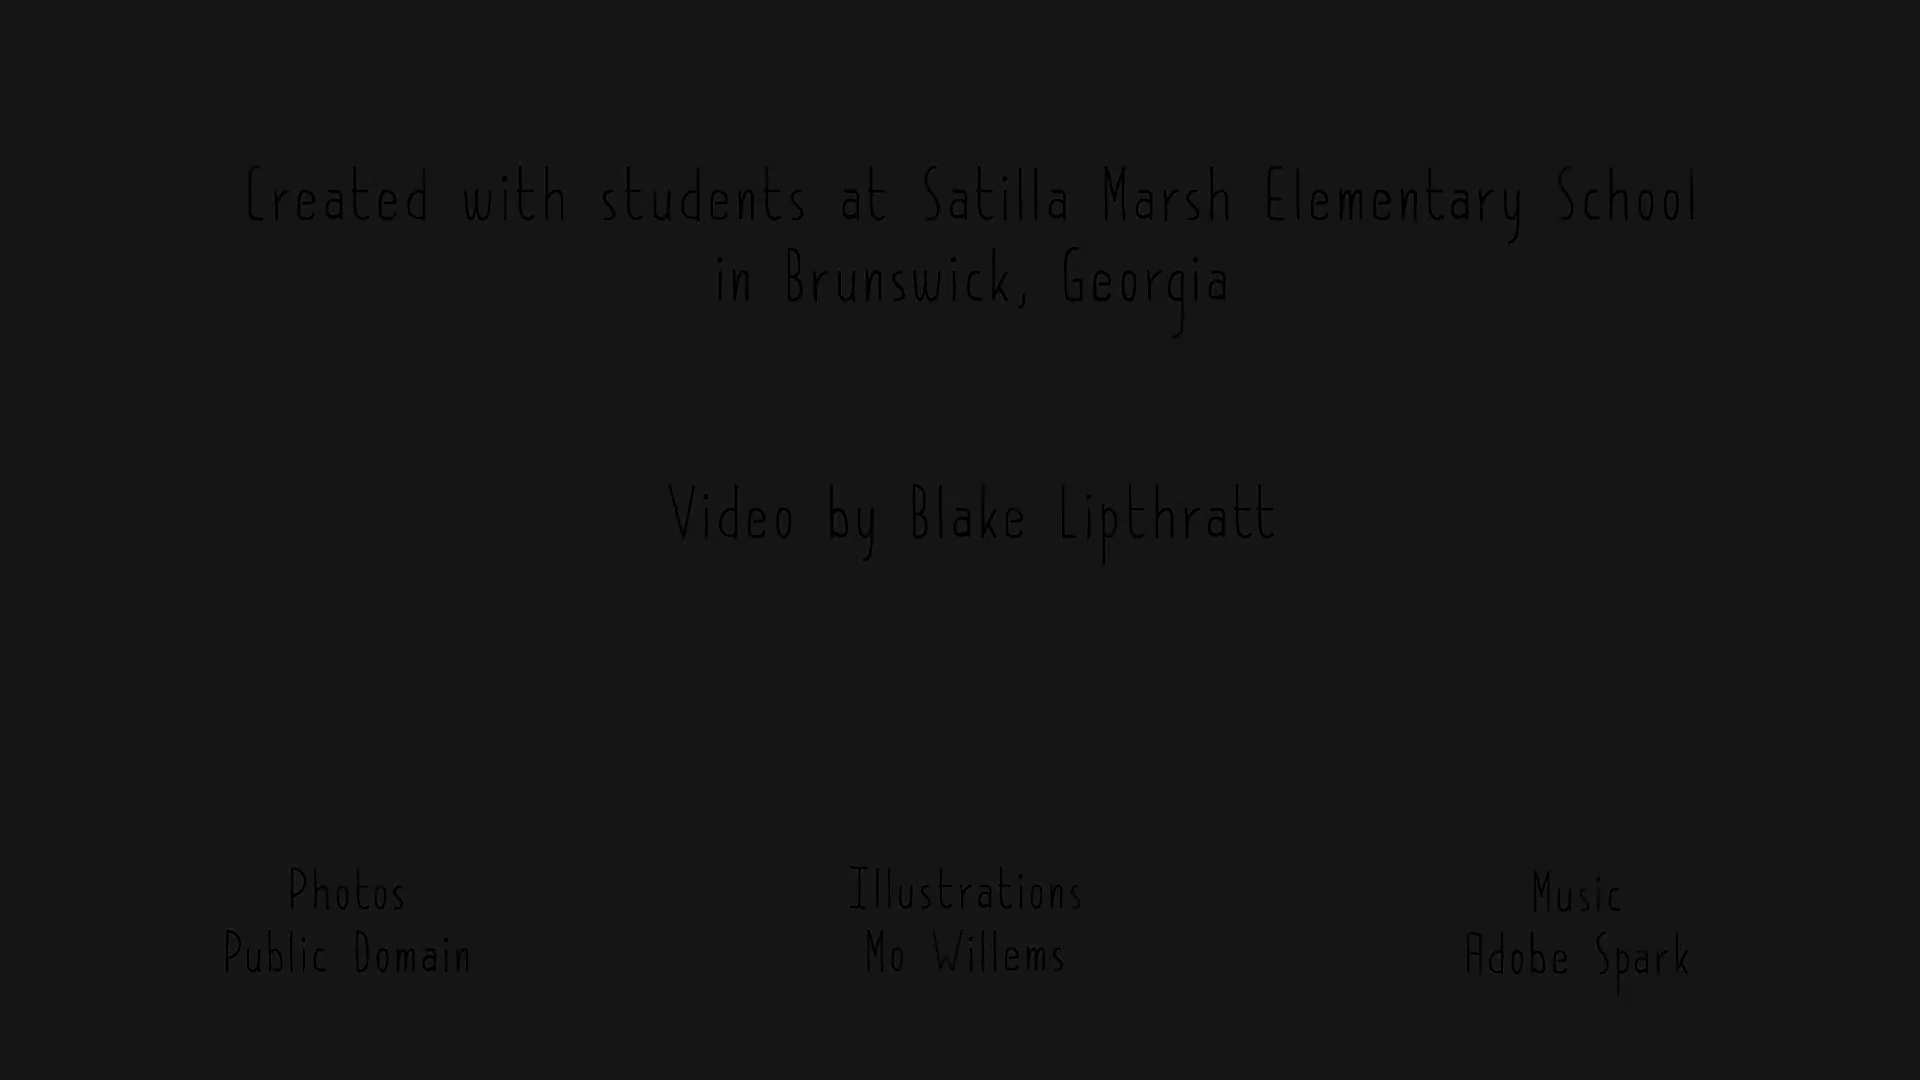 Created with students at Satilla Marsh Elementary School
in Brunswick, Georgia
Video by Blake Lipthratt
Photos
Public Domain
Illustrations
Mo Willems
Music
Adobe Spark